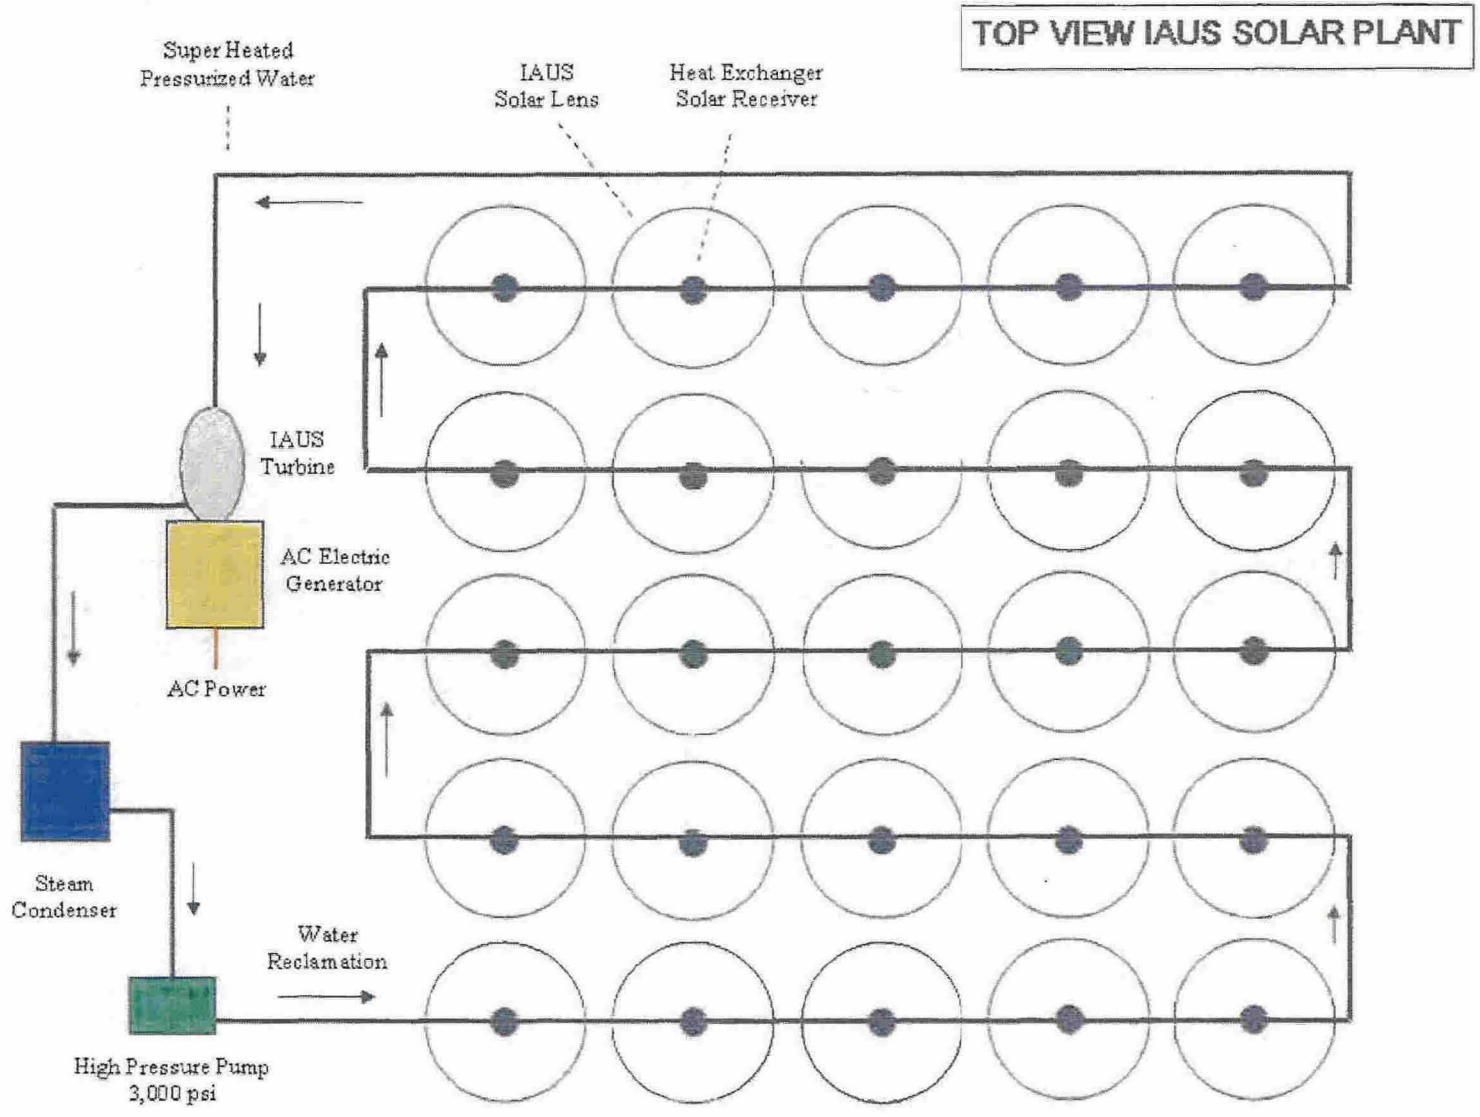 TOP VIEW IAUS SOLAR PLANT
Super Heated
Pressurized Water
IAUS
Solar Lens
Heat Exchanger
Solar Receiver
IAUS
Turbine
AC Electric
Generator
AC Power
Steam
Condenser
Water
Reclamation
High Pressure Pump
3,000 psi